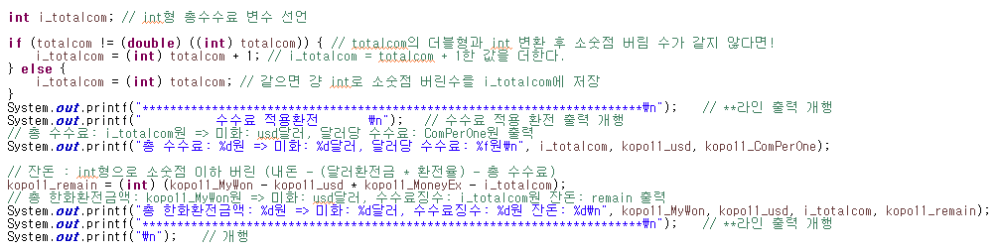 int i_totalcom; // int형 총수수료 변수 선언
if (totalcom != (double) ((int) totalcom)) { // totalcom의 더블형과 int 변환 후 소숫점 버림 수가 같지 않다면!
i_totalcom = (int) totalcom + 1; // i_totalcom = totalcom + 1한 값을 더한다.
} else {
i_totalcom = (int) totalcom; // 같으면 걍 int로 소숫점 버린수를 i_totalcom에 저장
}
System.out.printf("************************************************************************₩n");    // **라인 출력 개행
System.out.printf("          수수료 적용환전       ₩n");   // 수수료 적용 환전 출력 개행
// 총 수수료: i_totalcom원 => 미화: usd달러, 달러당 수수료: ComPerOne원 출력
System.out.printf("총 수수료: %d원 => 미화: %d달러, 달러당 수수료: %f원₩n", i_totalcom, kopo11_usd, kopo11_ComPerOne);
// 잔돈 : int형으로 소숫점 이하 버린 (내돈 - (달러환전금 * 환전율) - 총 수수료)
kopo11_remain = (int) (kopo11_MyWon - kopo11_usd * kopo11_MoneyEx - i_totalcom);
// 총 한화환전금액: kopo11_MyWon원 => 미화: usd달러, 수수료징수: i_totalcom원 잔돈: remain 출력
System.out.printf("총 한화환전금액: %d원 => 미화: %d달러, 수수료징수: %d원 잔돈: %d₩n", kopo11_MyWon, kopo11_usd, i_totalcom, kopo11_remain);
System.out.printf("************************************************************************₩n");    // **라인 출력 개행
System.out.printf("₩n");    // 개행